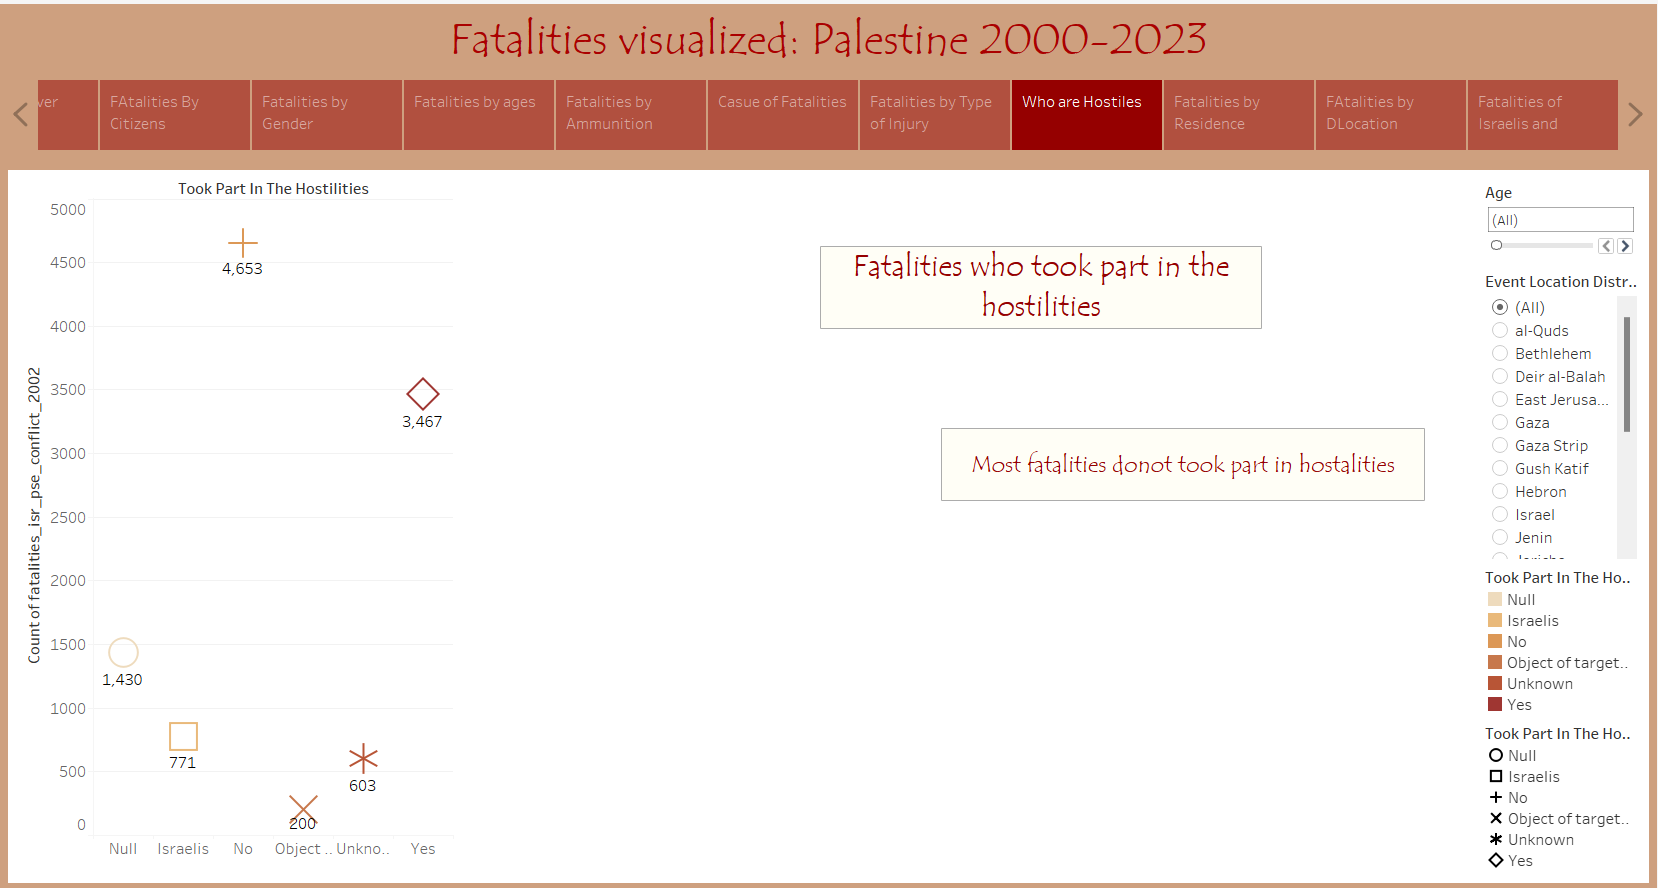 Fatalities visualized: Palestine 2000-2023
ver
FAtalities By
Citizens
Fatalities by
Gender
Fatalities by ages
Fatalities by
Ammunition
Casue of Fatalities
Fatalities by Type
of Injury
Who are Hostiles
Fatalities by
Residence
FAtalities by
DLocation
Fatalities of
Israelis and
Took Part In The Hostilities
Count of fatalities_isr_pse_conflict_2002
5000
4500
4000
3500
3000
2500
2000
1500
1000
500
0
4,653
3,467
1,430
771
603
200
Null
Israelis
No
Object ..
Unkno..
Yes
Fatalities who took part in the
hostilities
Most fatalities donot took part in hostalities
Age
(All)
Event Location Distr..
(All)
al-Quds
Bethlehem
Deir al-Balah
East Jerusa...
Gaza
Gaza Strip
Gush Katif
Hebron
Israel
Jenin
Took Part In The Ho..
Null
Israelis
No
Object of target..
Unknown
Yes
Took Part In The Ho..
Null
Israelis
No
Object of target..
Unknown
Yes